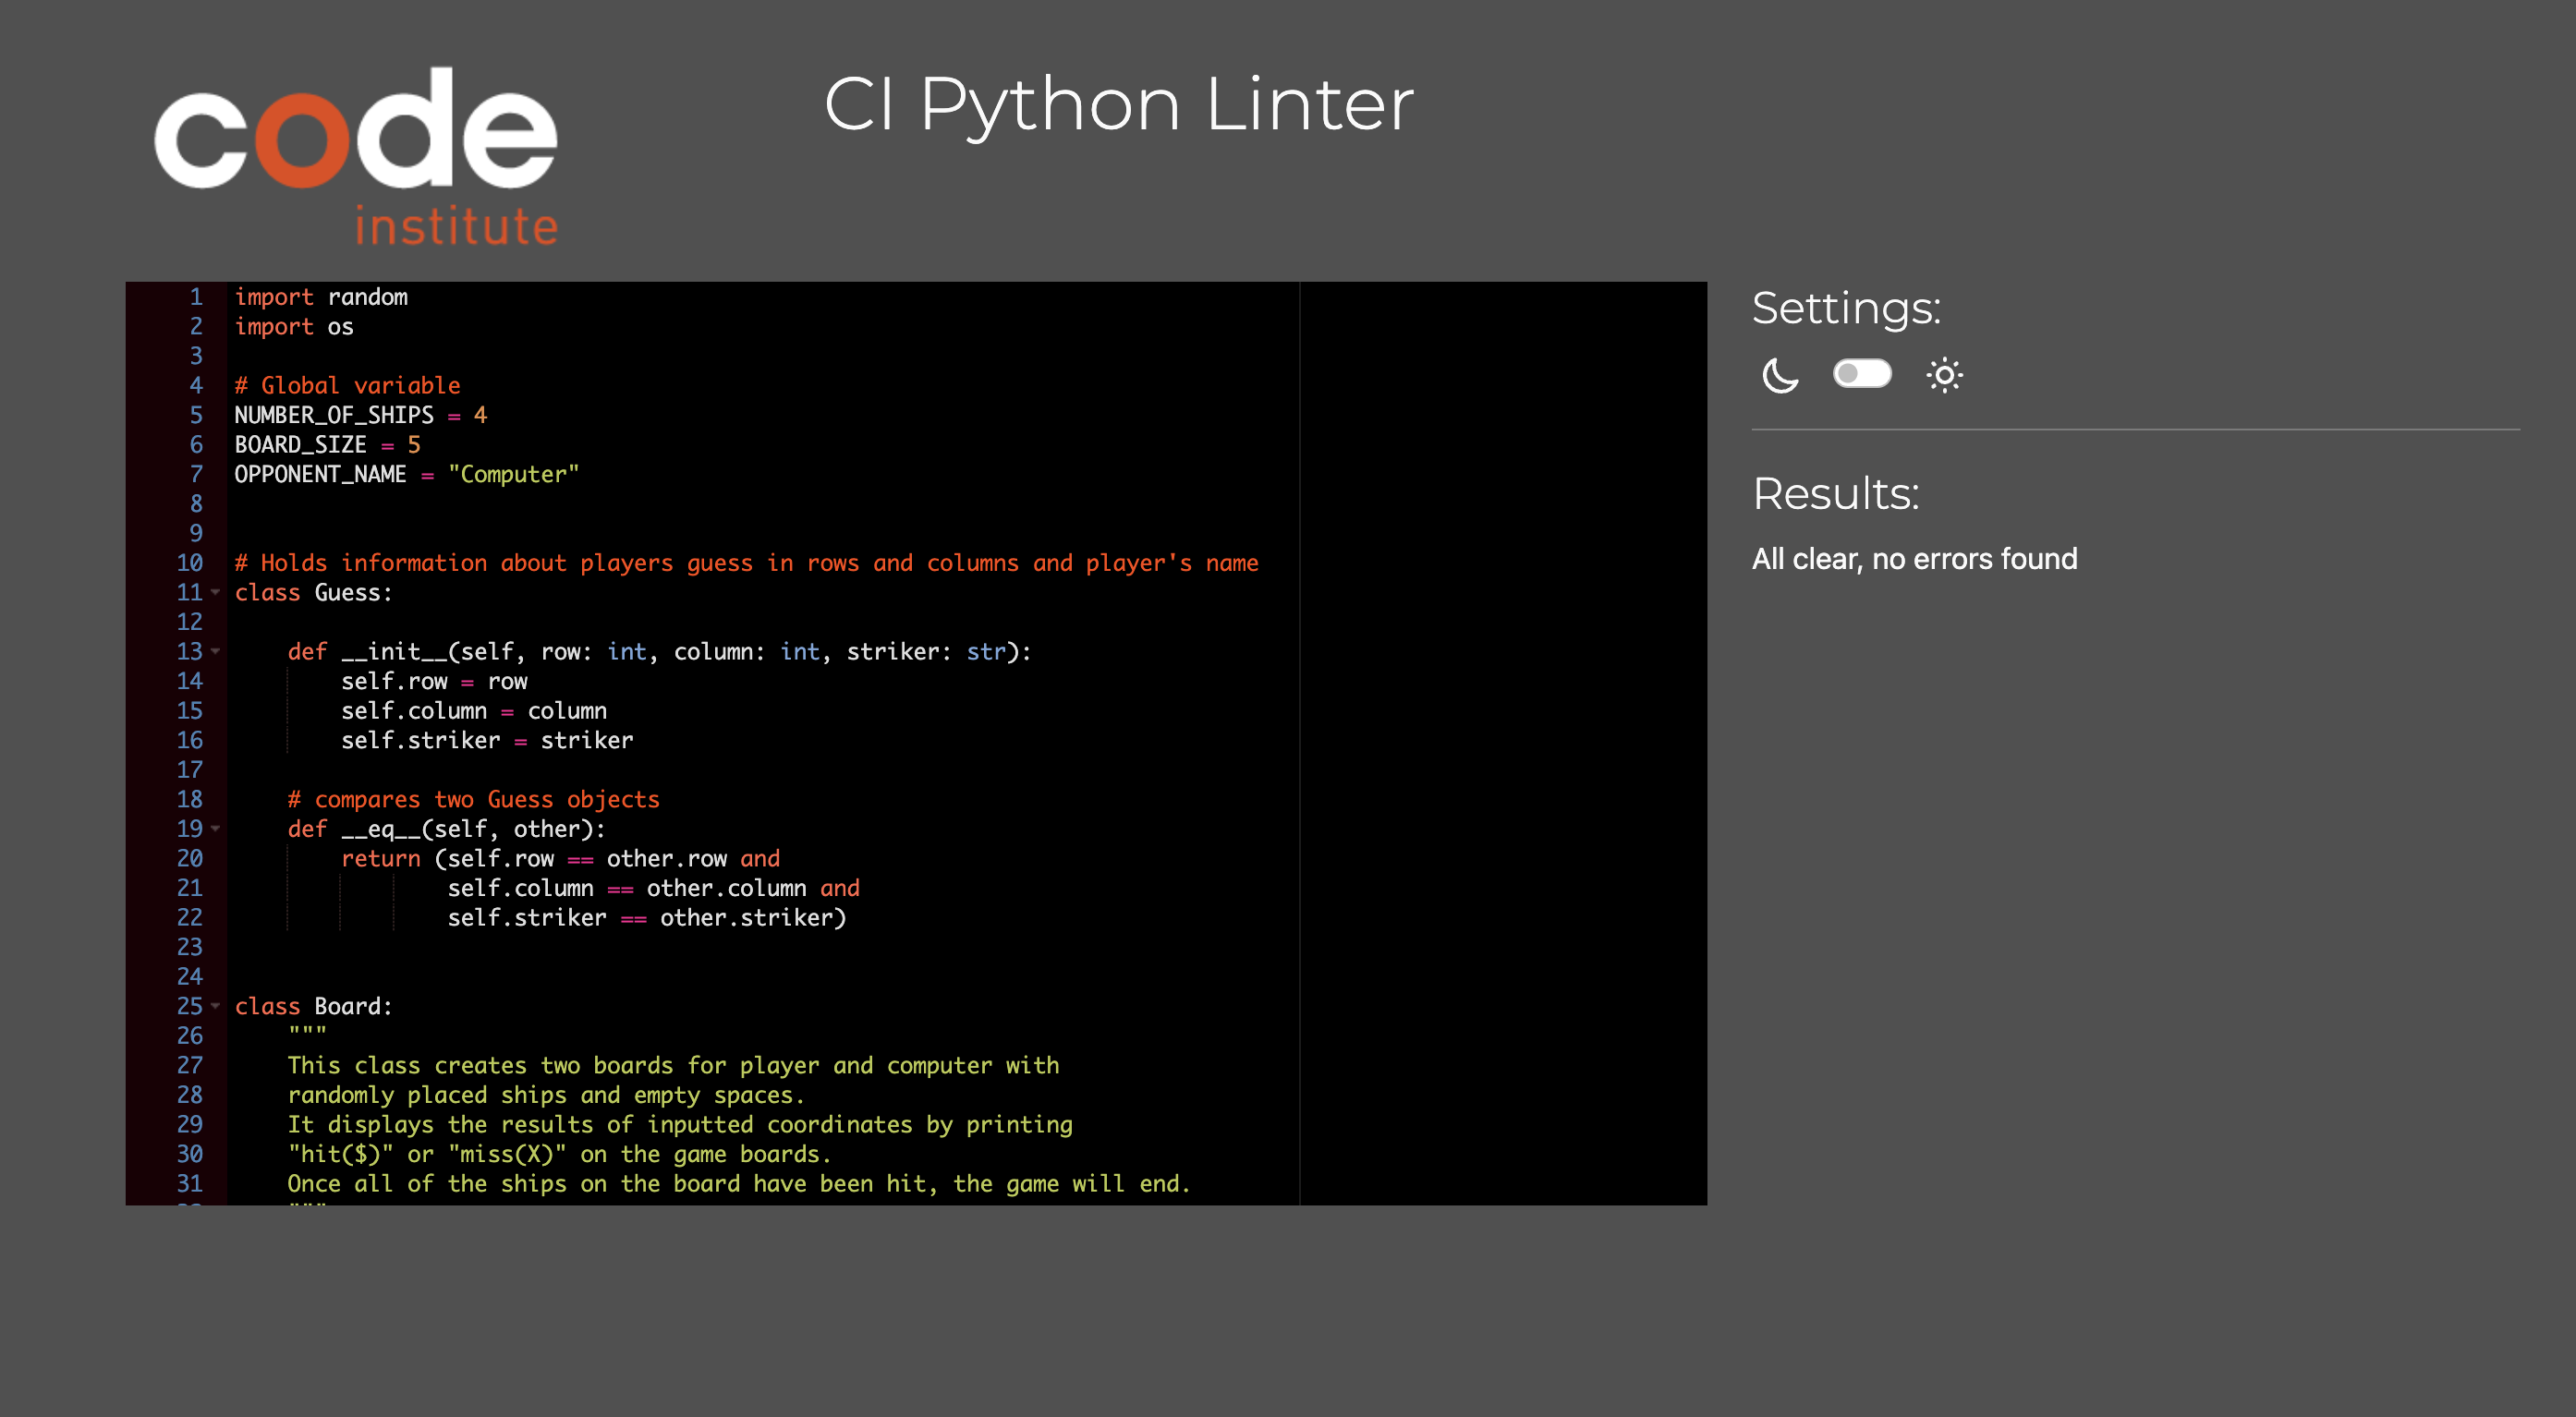 code
institute
CI Python Linter
1 import random
2 import os
3
4 # Global variable
5 NUMBER_OF_SHIPS = 4
6 BOARD_SIZE = 5
7 OPPONENT_NAME = "Computer"
8
9
10 # Holds information about players guess in rows and columns and player's name
11 class Guess:
12
13     def __init__(self, row: int, column: int, striker: str):
14         self.row = row
15         self.column = column
16         self.striker = striker
17
18     # compares two Guess objects
19     def __eq__(self, other):
20         return (self.row == other.row and
21                 self.column == other.column and
22                 self.striker == other.striker)
23
24
25 class Board:
26     """
27     This class creates two boards for player and computer with
28     randomly placed ships and empty spaces.
29     It displays the results of inputted coordinates by printing
30     "hit($)" or "miss(X)" on the game boards.
31     Once all of the ships on the board have been hit, the game will end.
Settings:
Results:
All clear, no errors found